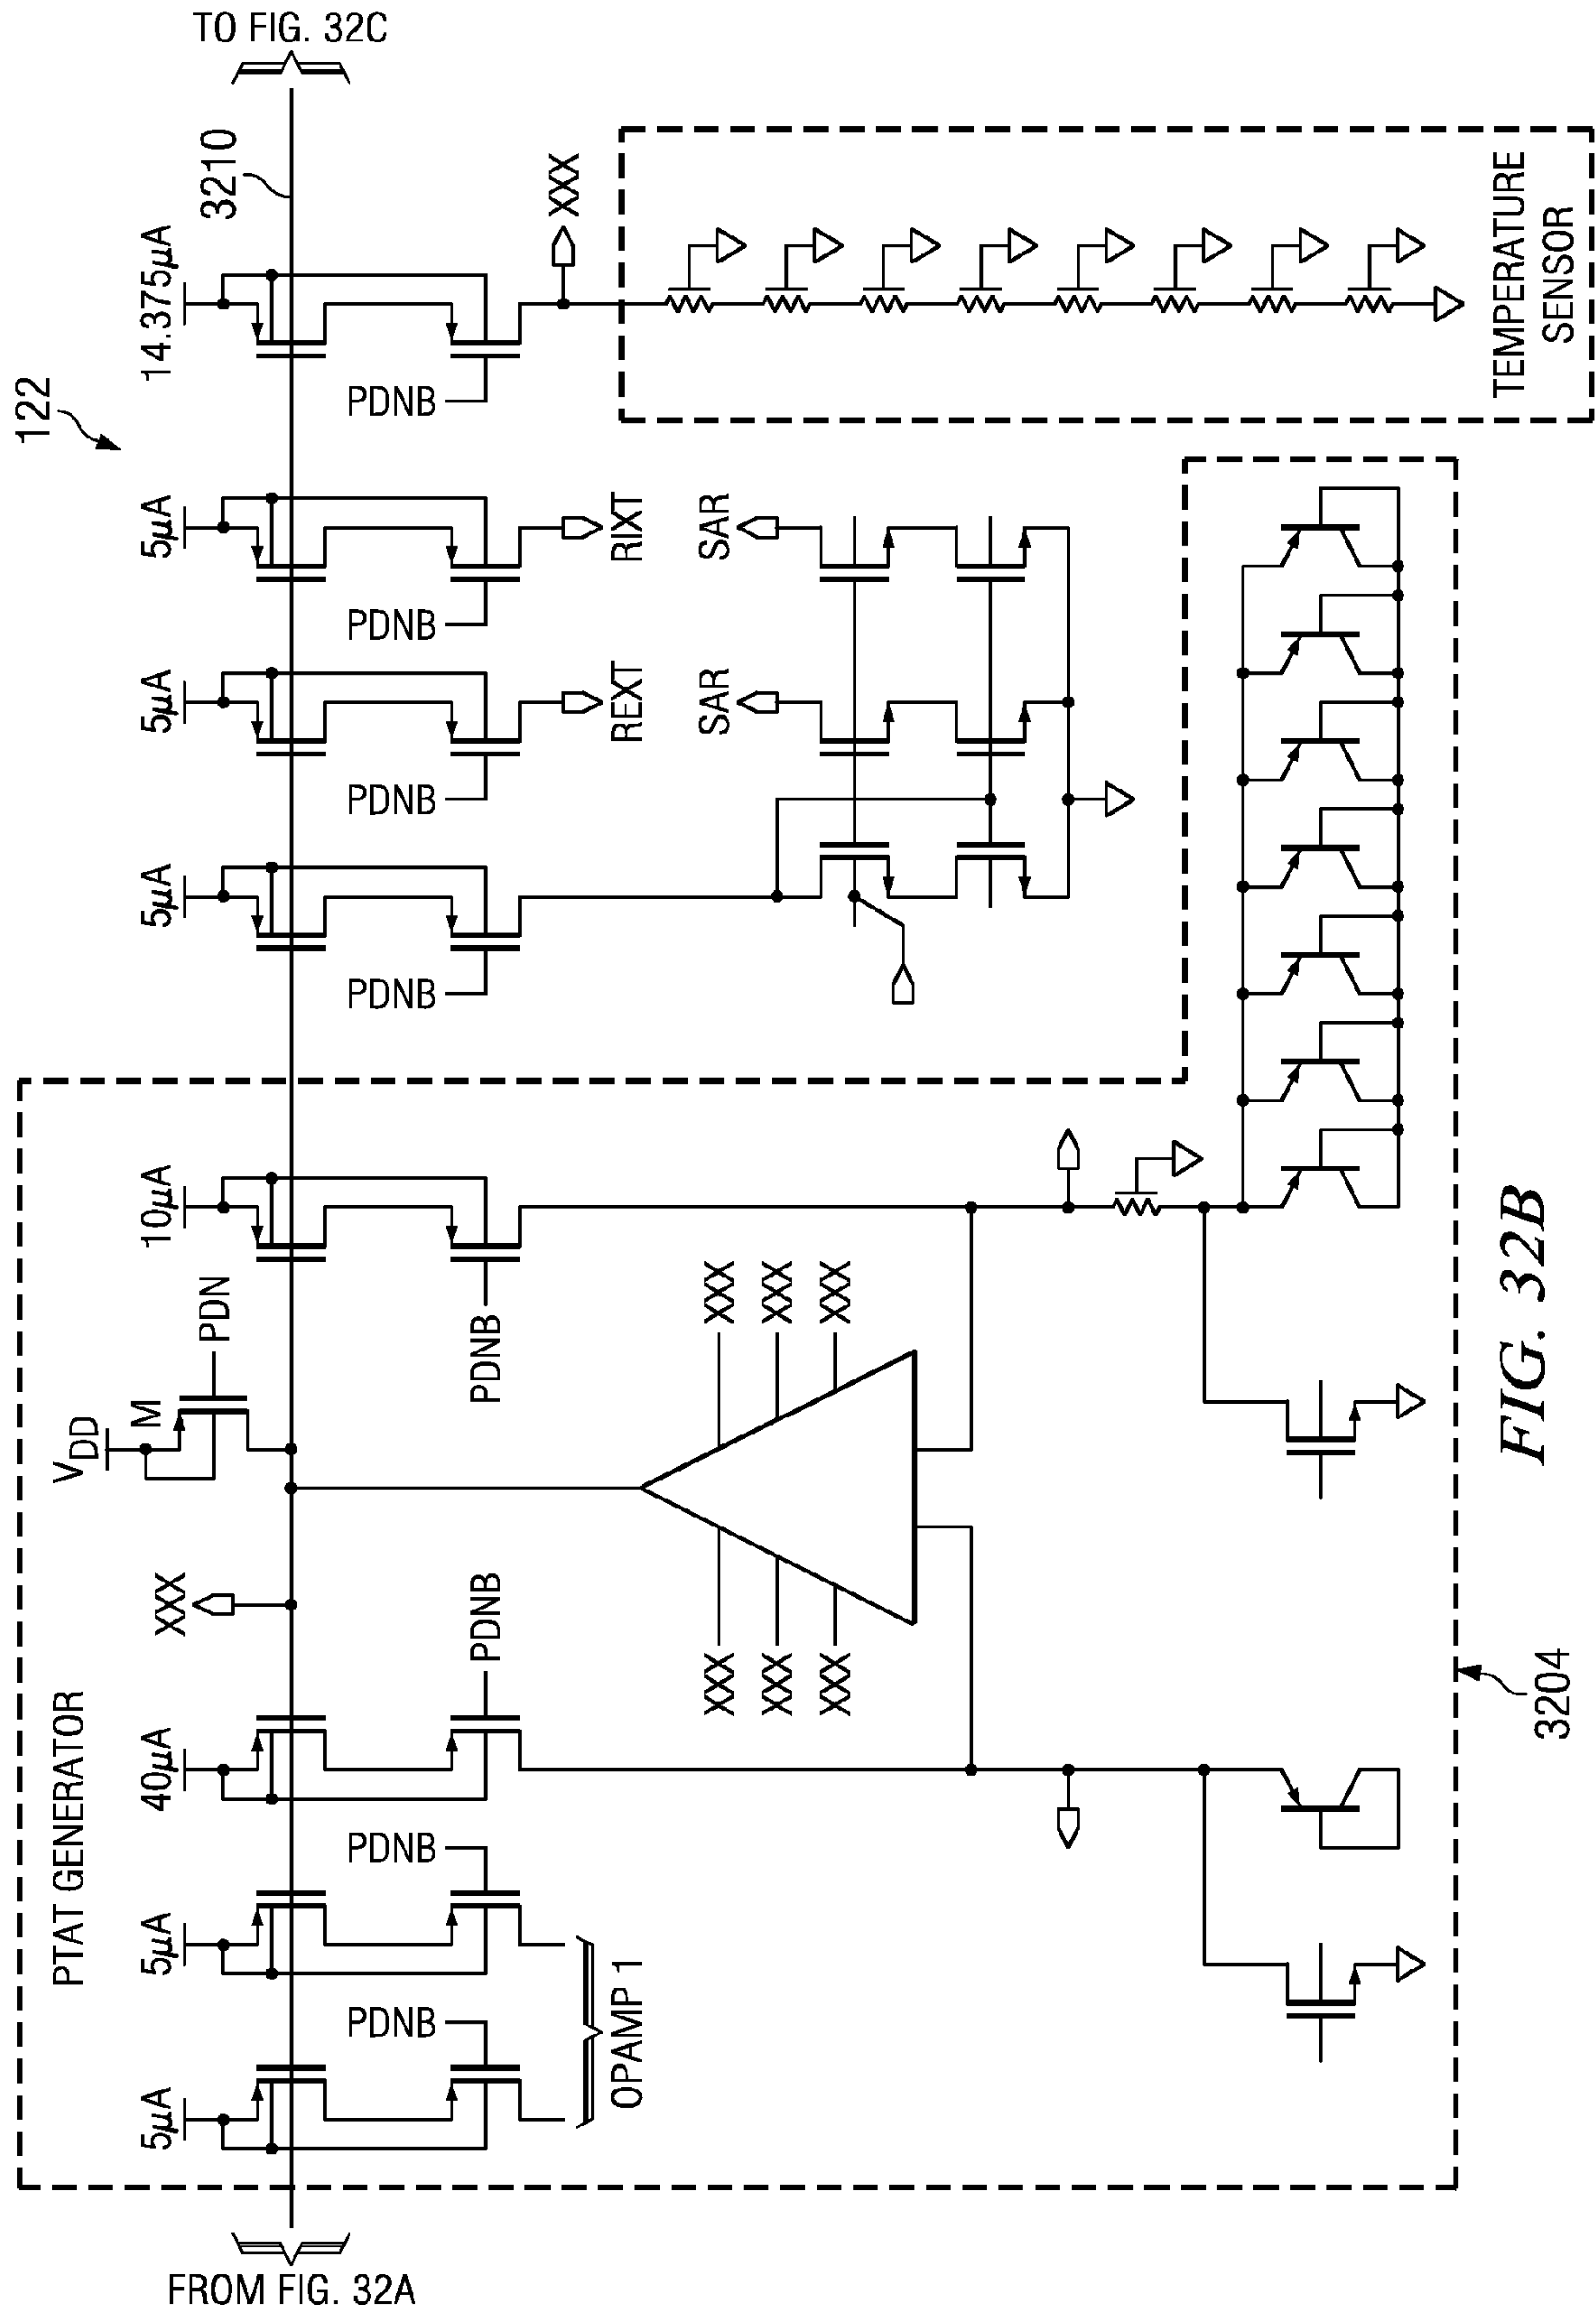 TO FIG. 32C
3210
122
14.375µA
PDNB
XXX
TEMPERATURE
SENSOR
5µA
PDNB
RIXT
SAR
5µA
PDNB
REXT
SAR
5µA
PDNB
10µA
PDNB
VDD
M
PDN
XXX
XXX
XXX
XXX
XXX
XXX
XXX
PTAT GENERATOR
40µA
PDNB
5µA
PDNB
5µA
PDNB
OPAMP 1
3204
FROM FIG. 32A
FIG. 32B